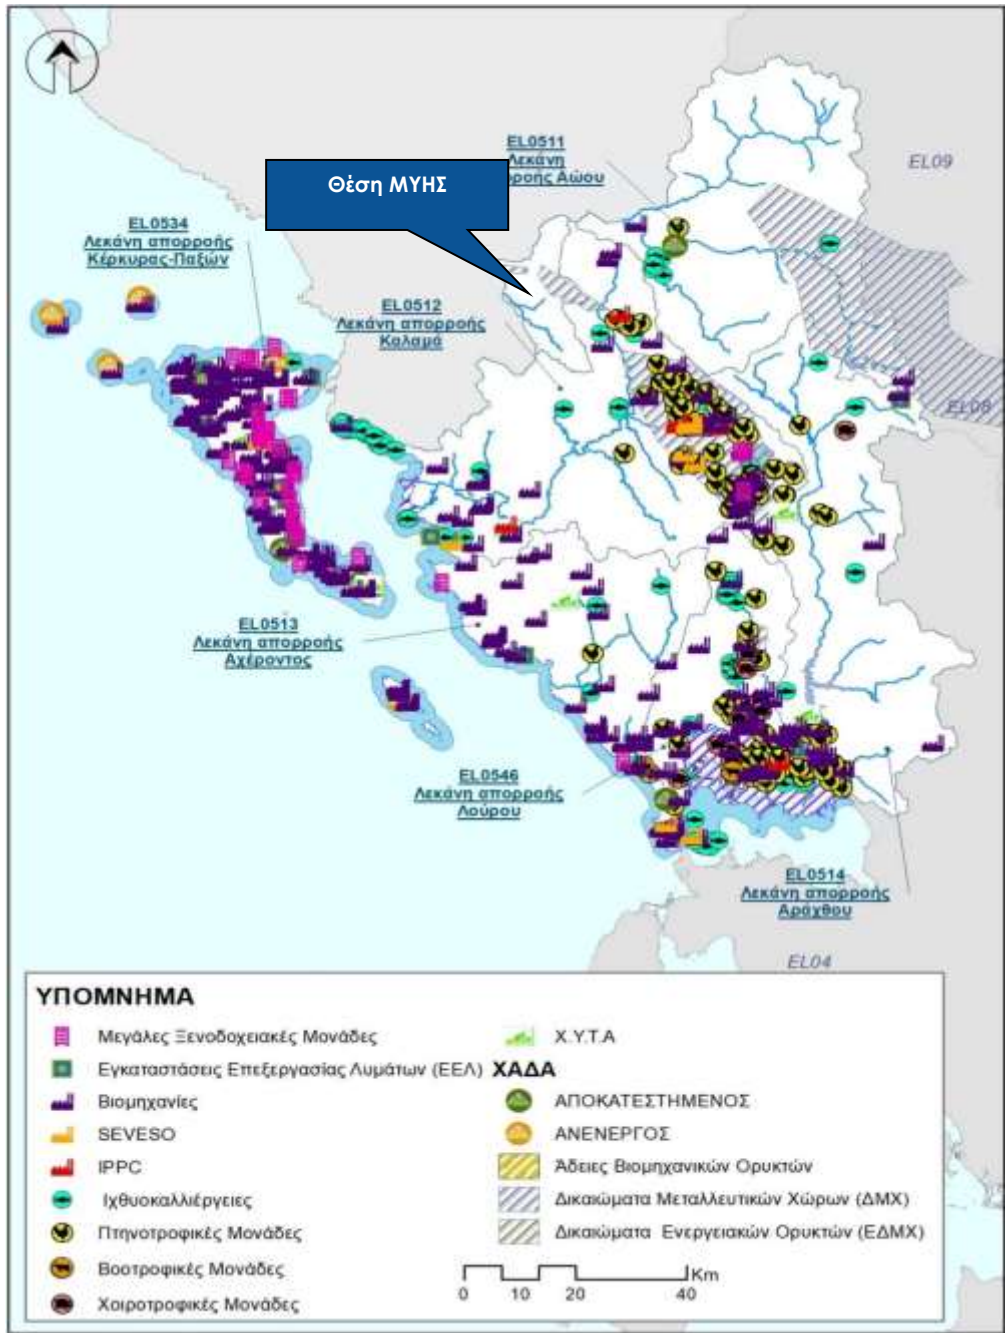 EL0511
Λεκάνη
ορροής Αώου
EL09
Θέση ΜΥΗΣ
EL0534
Λεκάνη απορροής
Κέρκυρας-Παξών
EL0512
Λεκάνη απορροής
Καλαμά
EL08
EL0513
Λεκάνη απορροής
Αχέροντος
EL0546
Λεκάνη απορροής
Λούρου
EL0514
Λεκάνη απορροής
Αράχθου
EL04
ΥΠΟΜΝΗΜΑ
Μεγάλες Ξενοδοχειακές Μονάδες
Εγκαταστάσεις Επεξεργασίας Λυμάτων (ΕΕΛ)
Βιομηχανίες
SEVESO
IPPC
Ιχθυοκαλλιέργειες
Πτηνοτροφικές Μονάδες
Βοοτροφικές Μονάδες
Χοιροτροφικές Μονάδες
Χ.Υ.Τ.Α
ΧΑΔΑ
ΑΠΟΚΑΤΕΣΤΗΜΕΝΟΣ
ΑΝΕΝΕΡΓΟΣ
Άδειες Βιομηχανικών Ορυκτών
Δικαιώματα Μεταλλευτικών Χώρων (ΔΜΧ)
Δικαιώματα Ενεργειακών Ορυκτών (ΕΔΜΧ)
Km
0 10 20 40